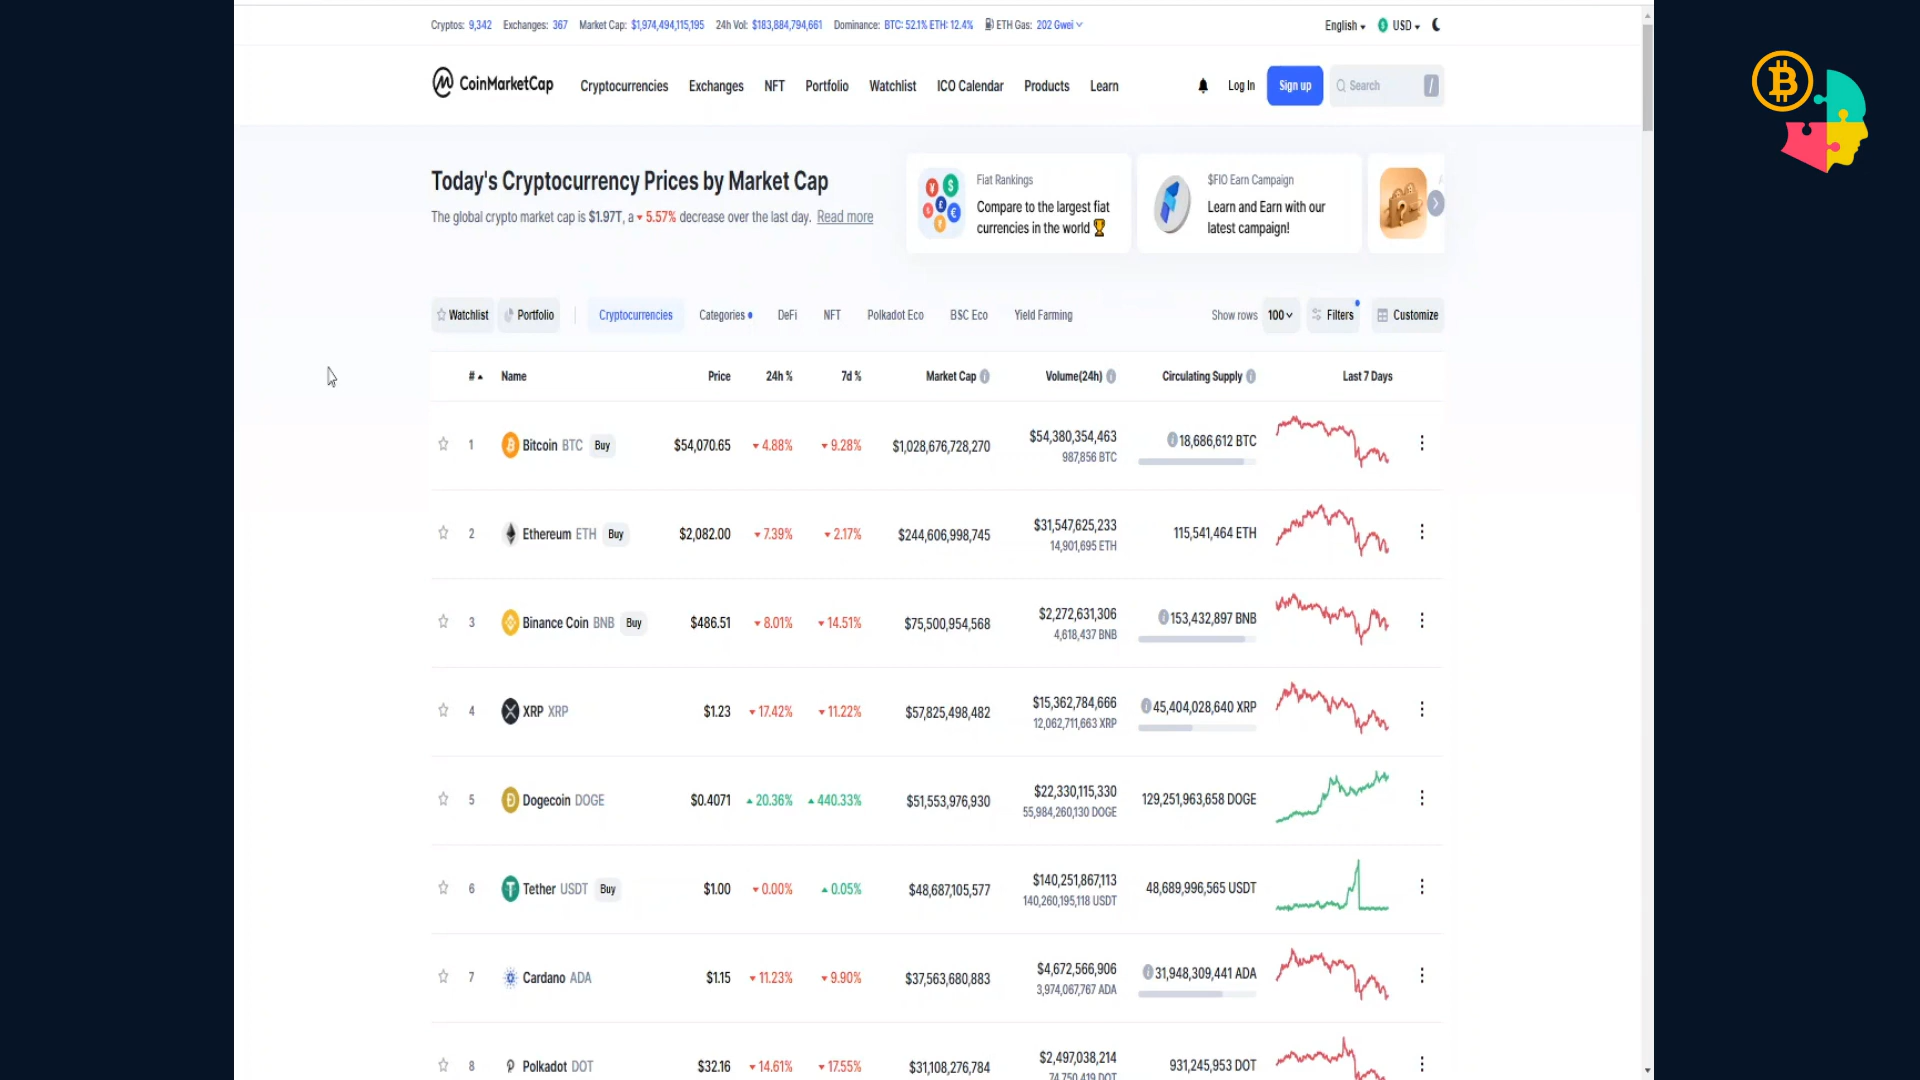 Cryptos: 9,342 Exchanges: 367 Market Cap: $1,974,494,115,195 24h Vol: $183,884,794,661 Dominance: BTC: 52.1% ETH: 12.4% ETH Gas: 202 Gwei English USD
CoinMarketCap Cryptocurrencies Exchanges NFT Portfolio Watchlist ICO Calendar Products Learn Log In Sign up Search /
Today's Cryptocurrency Prices by Market Cap
The global crypto market cap is $1.97T, a 5.57% decrease over the last day. Read more
Fiat Rankings
Compare to the largest fiat
currencies in the world
$FIO Earn Campaign
Learn and Earn with our
latest campaign!
Watchlist Portfolio Cryptocurrencies Categories DeFi NFT Polkadot Eco BSC Eco Yield Farming Show rows 100 Filters Customize
# Name Price 24h % 7d % Market Cap Volume(24h) Circulating Supply Last 7 Days
1 Bitcoin BTC Buy $54,070.65 4.88% 9.28% $1,028,676,728,270 $54,380,354,463 18,686,612 BTC
987,856 BTC
2 Ethereum ETH Buy $2,082.00 7.39% 2.17% $244,606,998,745 $31,547,625,233 115,541,464 ETH
14,901,695 ETH
3 Binance Coin BNB Buy $486.51 8.01% 14.51% $75,500,954,568 $2,272,631,306 153,432,897 BNB
4,618,437 BNB
4 XRP XRP $1.23 17.42% 11.22% $57,825,498,482 $15,362,784,666 45,404,028,640 XRP
12,062,711,663 XRP
5 Dogecoin DOGE $0.4071 20.36% 440.33% $51,553,976,930 $22,330,115,330 129,251,963,658 DOGE
55,984,260,130 DOGE
6 Tether USDT Buy $1.00 0.00% 0.05% $48,687,105,577 $140,251,867,113 48,689,996,565 USDT
140,260,195,118 USDT
7 Cardano ADA $1.15 11.23% 9.90% $37,563,680,883 $4,672,566,906 31,948,309,441 ADA
3,974,067,767 ADA
8 Polkadot DOT $32.16 14.61% 17.55% $31,108,276,784 $2,497,038,214 931,245,953 DOT
74,750,419 DOT